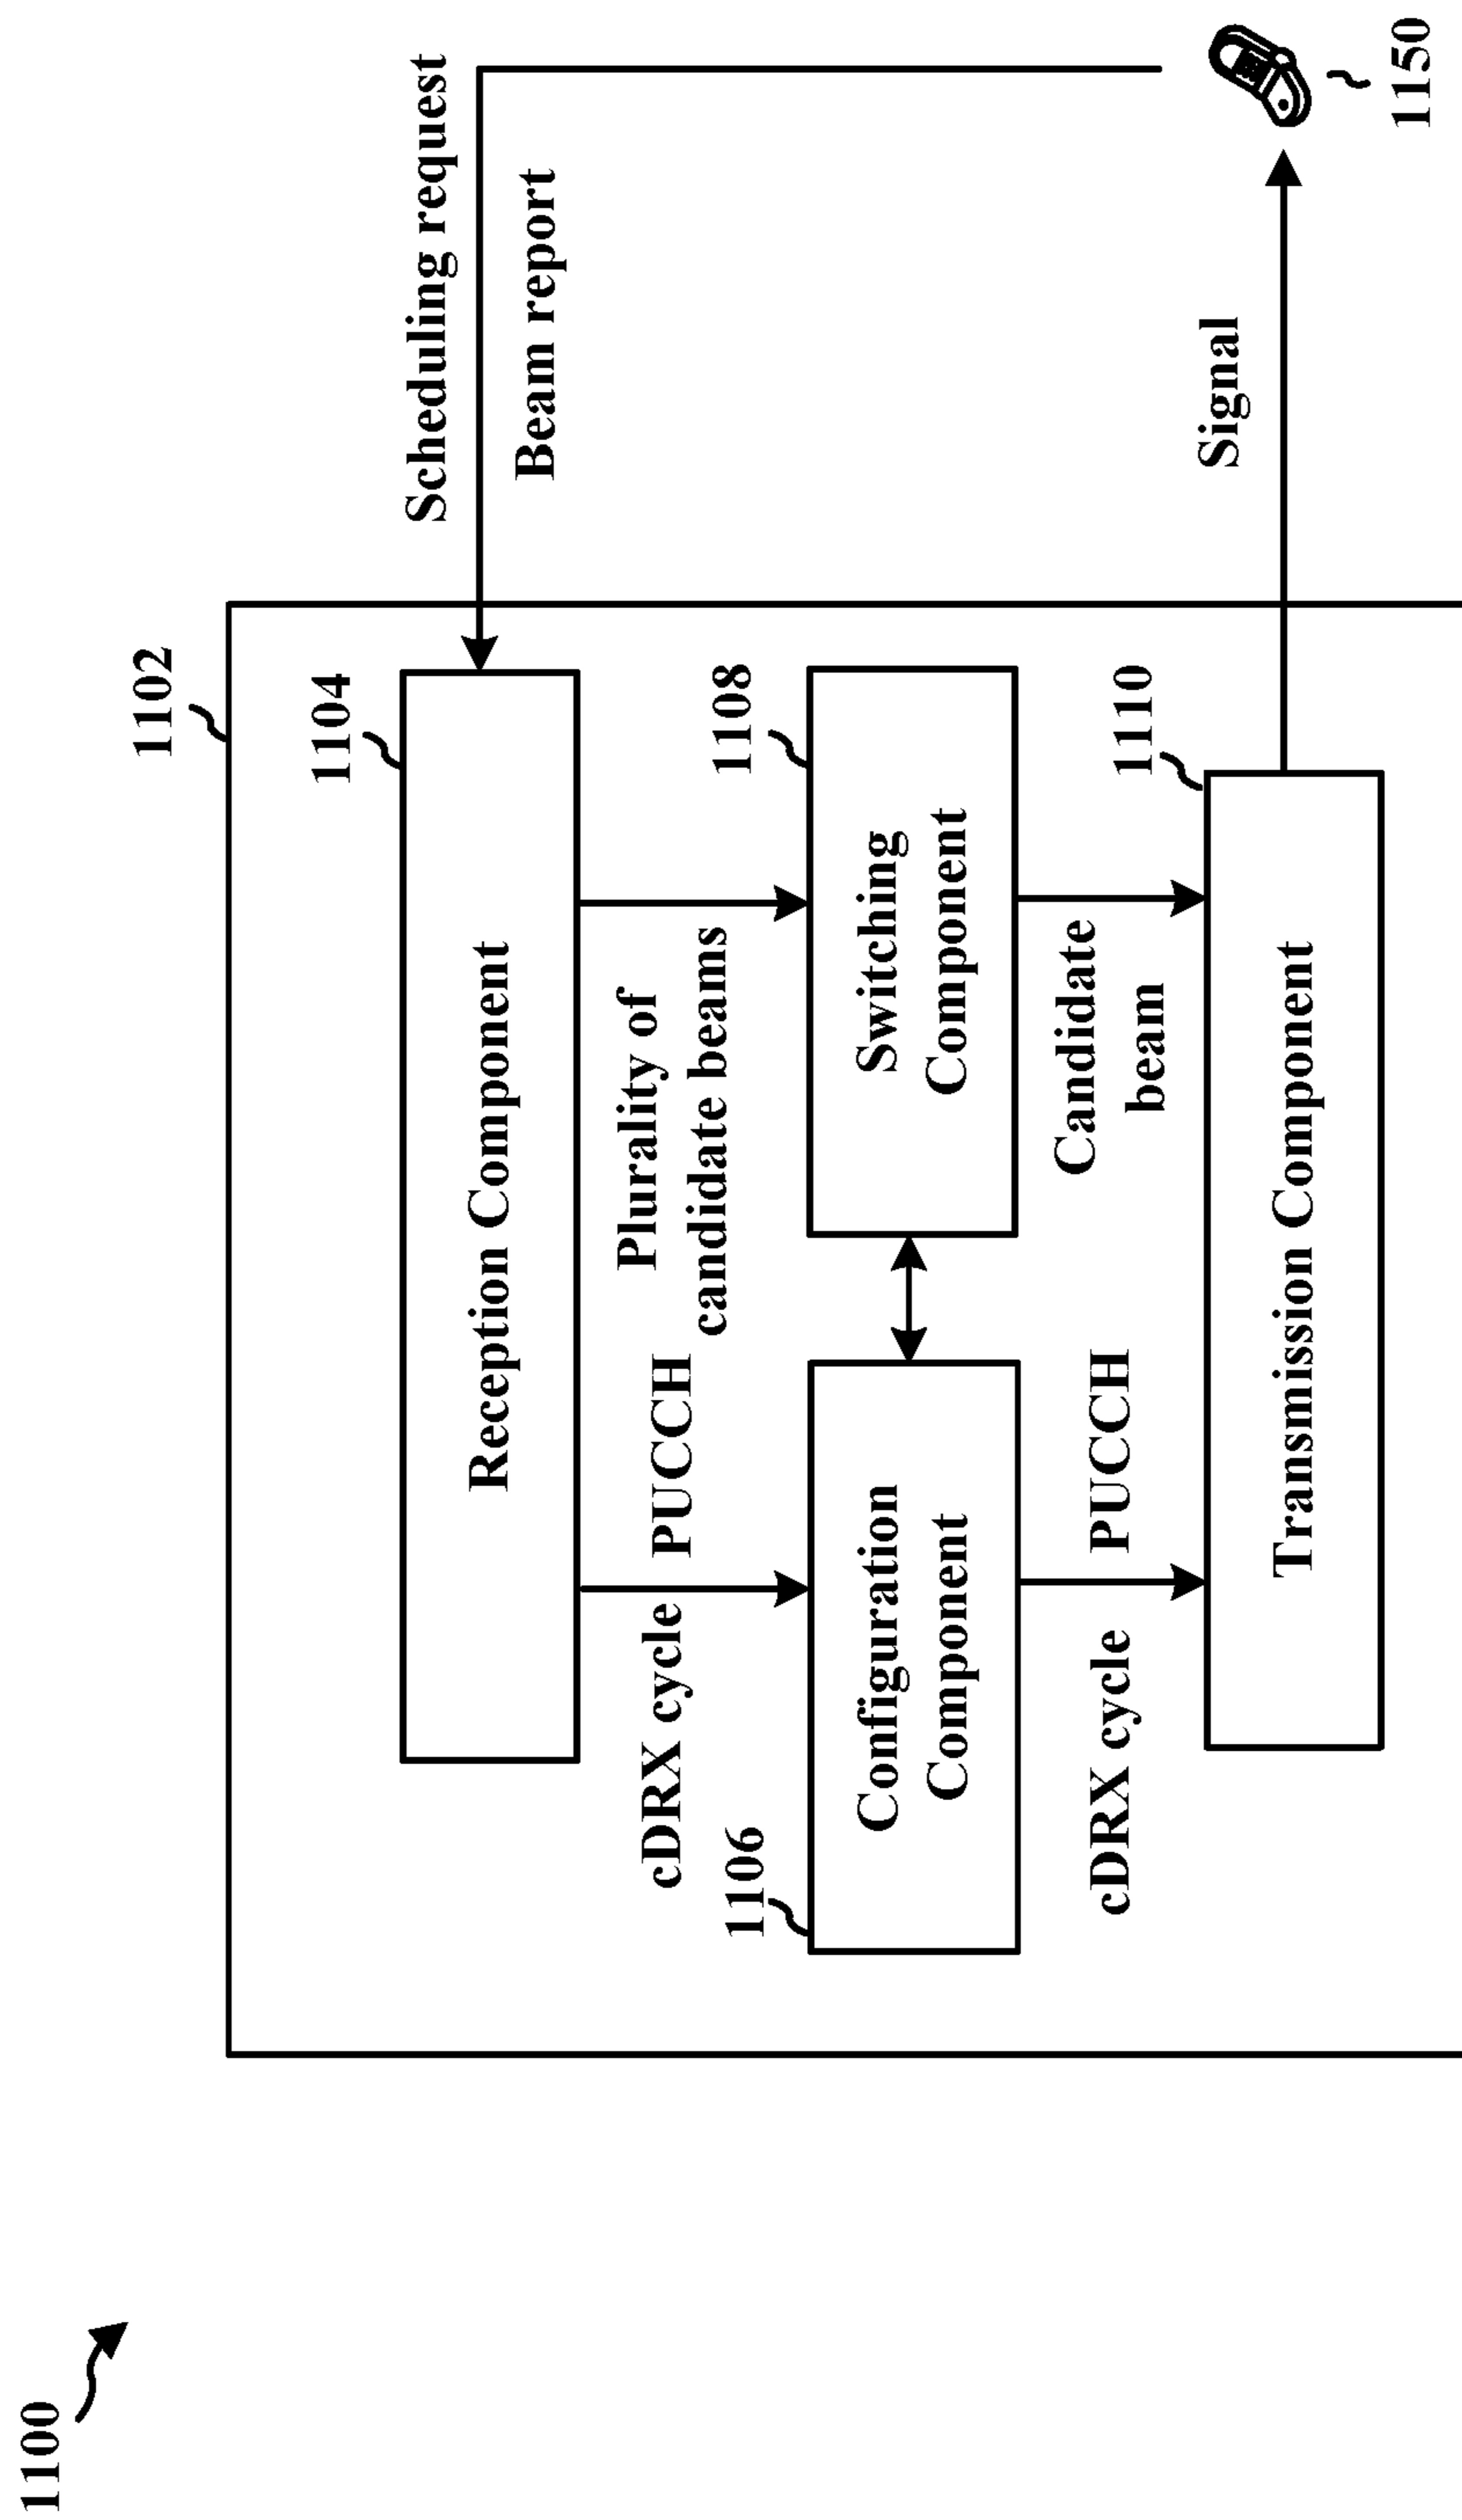 1100
1102
1104
Scheduling request
Beam report
Reception Component
cDRX cycle
PUCCH
Plurality of
candidate beams
1106
1108
Configuration
Component
Switching
Component
cDRX cycle
PUCCH
Candidate
beam
1110
Transmission Component
Signal
1150